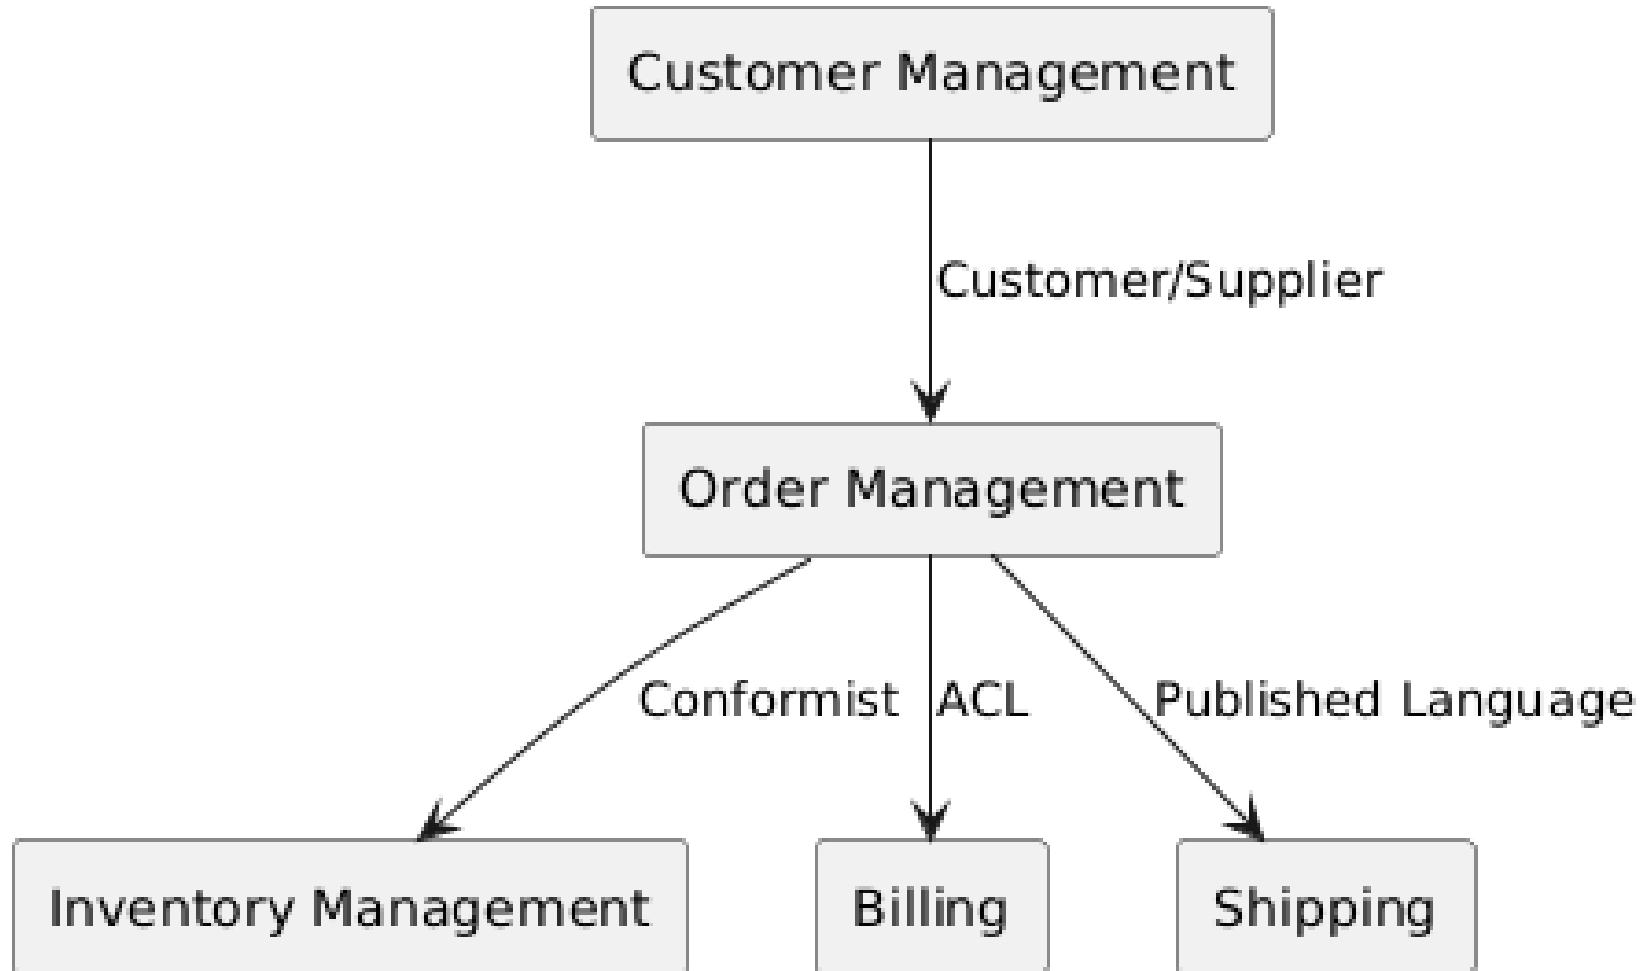 Customer Management
Customer/Supplier
Order Management
Conformist
ACL
Published Language
Inventory Management
Billing
Shipping